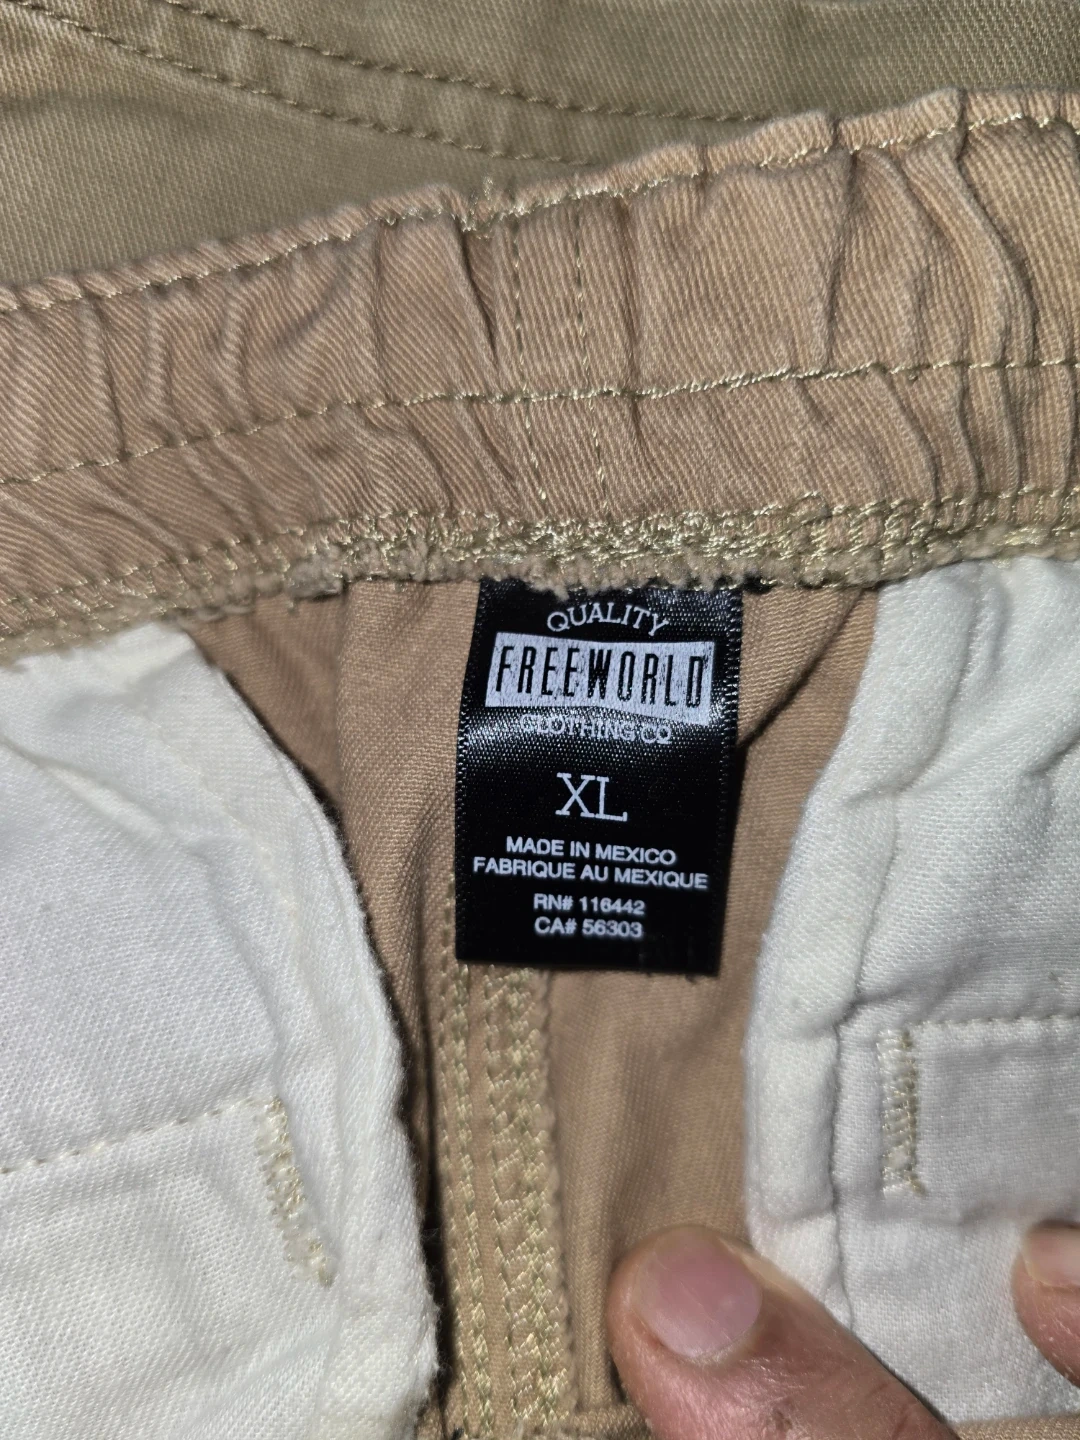 QUALITY
FREEWORLD
CLOTHING CO
XL
MADE IN MEXICO
FABRIQUE AU MEXIQUE
RN# 116442
CA# 56303